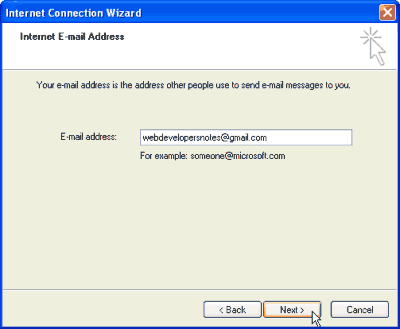 Internet Connection Wizard
Internet E-mail Address
Your e-mail address is the address other people use to send e-mail messages to you.
E-mail address: webdevelopersnotes@gmail.com
For example: someone@microsoft.com
< Back Next > Cancel